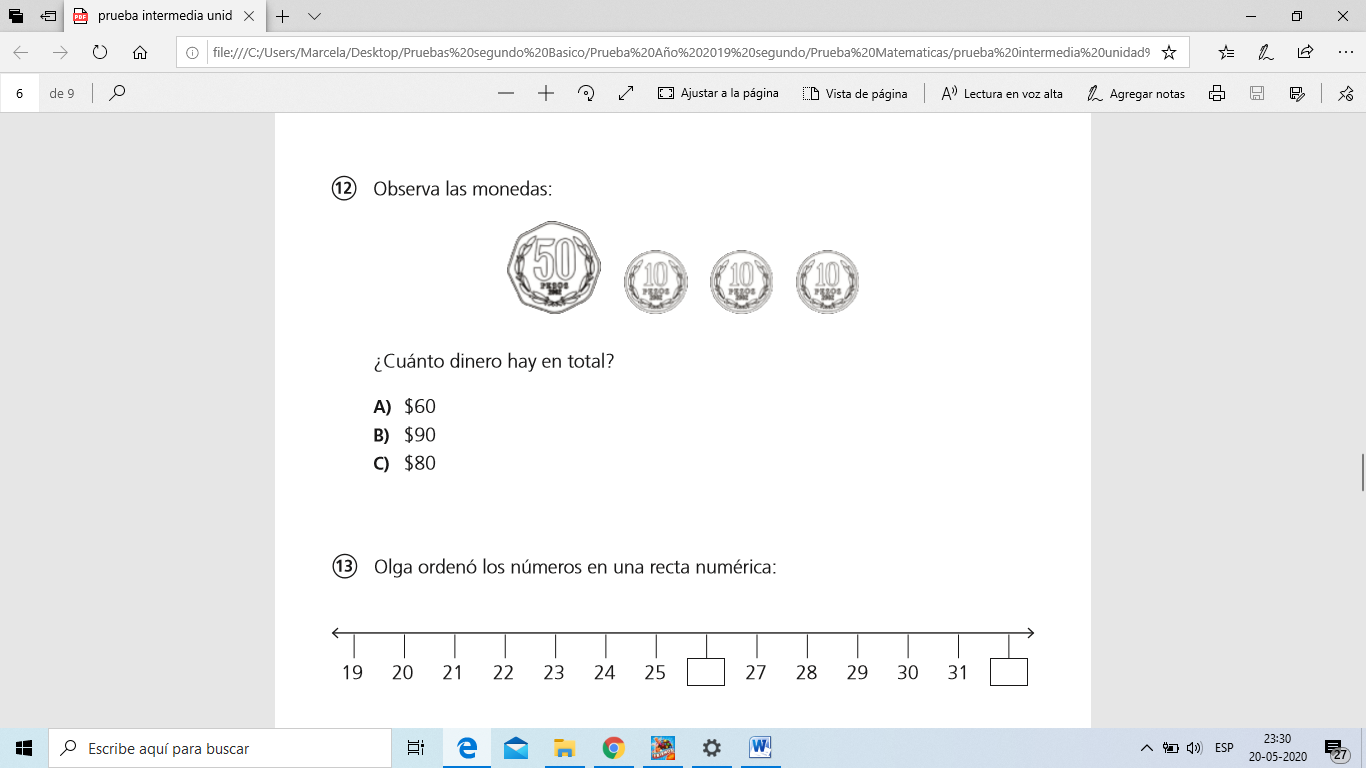 prueba intermedia unid
file:///C:/Users/Marcela/Desktop/Pruebas%20segundo%20Basico/Prueba%20Año%202019%20segundo/Prueba%20Matematicas/prueba%20intermedia%20unidad%
6 de 9
Ajustar a la página
Vista de página
Lectura en voz alta
Agregar notas
12 Observa las monedas:
50 PESOS 2002
10 PESOS 2002
10 PESOS 2002
10 PESOS 2002
¿Cuánto dinero hay en total?
A) $60
B) $90
C) $80
13 Olga ordenó los números en una recta numérica:
19 20 21 22 23 24 25 27 28 29 30 31
Escribe aquí para buscar
ESP
23:30
20-05-2020
27